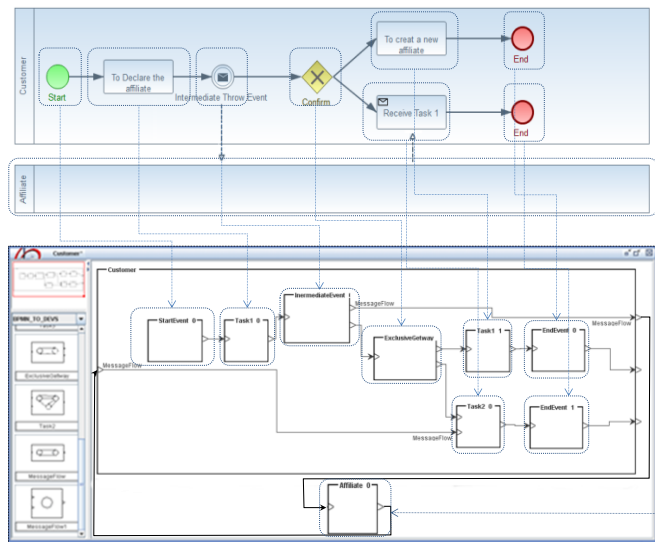 Customer
Start
To Declare the
affiliate
Intermediate Throw Event
Confirm
To creat a new
affiliate
End
Receive Task 1
End
Affiliate
Customer*
Customer
BPMN_TO_DEVS
StartEvent 0
Task1 0
InermediateEvent
MessageFlow
MessageFlow
ExclusiveGetway
Task1 1
EndEvent 0
MessageFlow
ExclusiveGetway
Task2 0
EndEvent 1
MessageFlow
Task2
MessageFlow
Affiliate 0
MessageFlow1